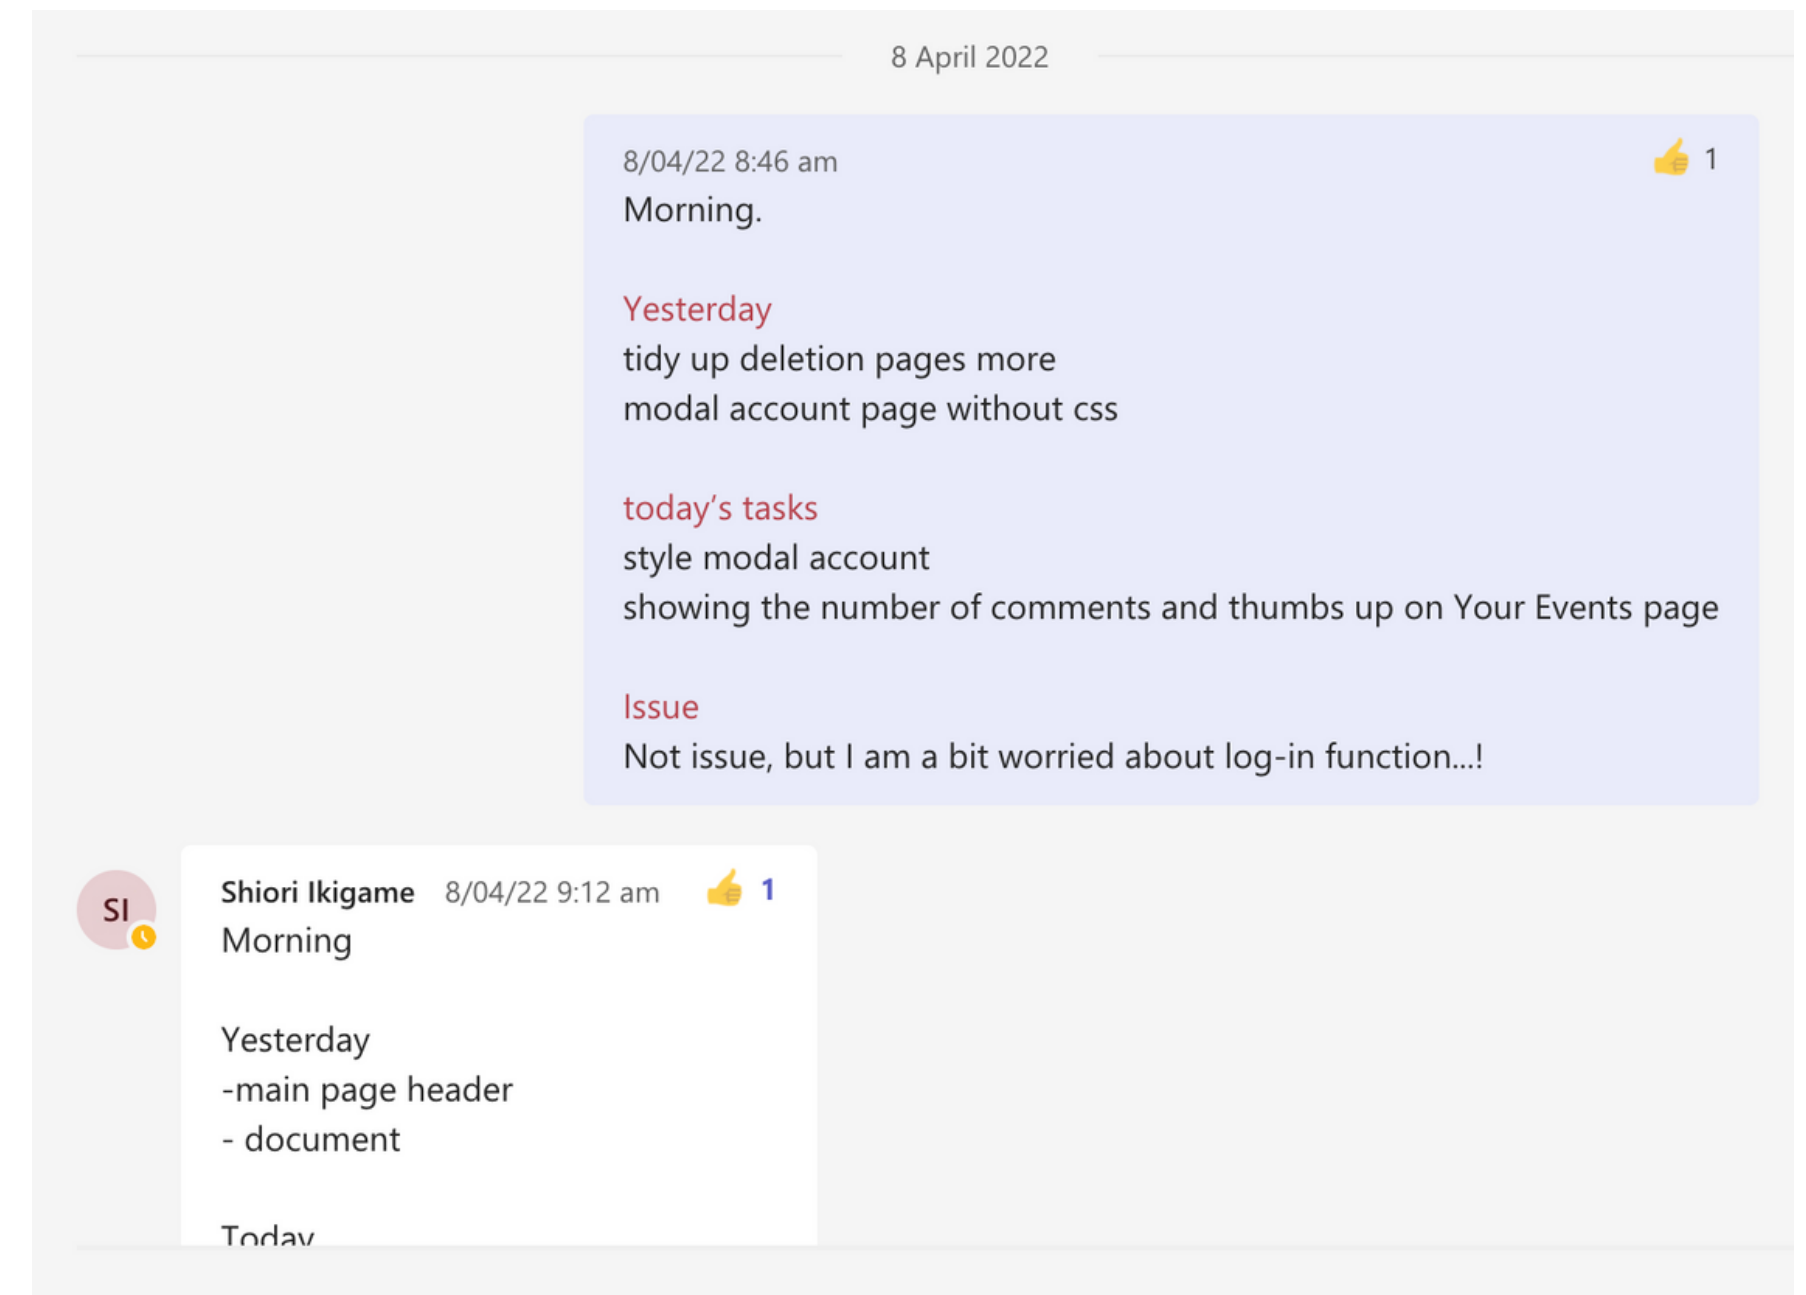 8 April 2022
8/04/22 8:46 am 👍 1
Morning.
Yesterday
tidy up deletion pages more
modal account page without css
today’s tasks
style modal account
showing the number of comments and thumbs up on Your Events page
Issue
Not issue, but I am a bit worried about log-in function...!
SI
Shiori Ikigame 8/04/22 9:12 am 👍 1
Morning
Yesterday
-main page header
- document
Today